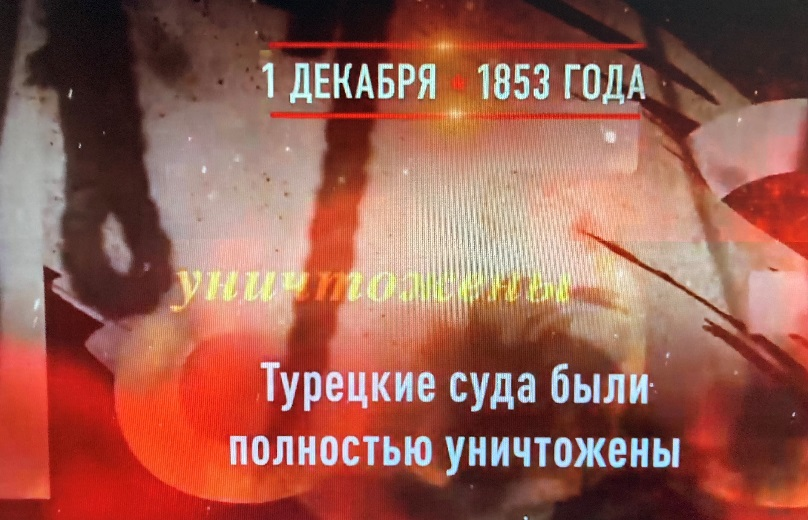 1 ДЕКАБРЯ • 1853 ГОДА
уничтожены
Турецкие суда были
полностью уничтожены